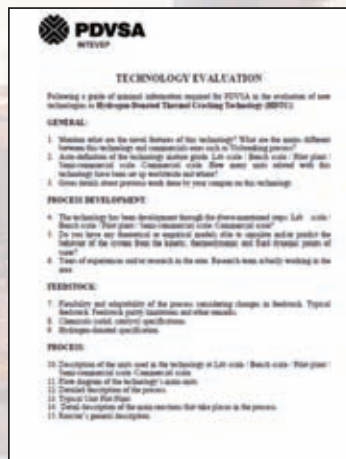 PDVSA
INTEVEP
TECHNOLOGY EVALUATION
Following a guide of minimal information required for PDVSA in the evaluation of new
technologies as Hydrogen Donated Thermal Cracking Technology (HDTC)
GENERAL:
1. Mention what are the novel features of this technology? What are the main different
between this technology and commercials ones such as Visbreaking process?
2. Auto-definition of the technology mature grade. Lab scale / Bench scale / Pilot plant /
Semi-commercial scale. Commercial scale. How many units solved with this
technology have been set up worldwide and where?
3. Given details about previous work done by your company on this technology
PROCESS DEVELOPMENT:
4. The technology has been development through the above-mentioned steps: Lab scale /
Bench scale / Pilot plant / Semi-commercial scale. Commercial scale?
5. Do you have any theoretical or empirical models able to simulate and/or predict the
behavior of the system from the kinetic, thermodynamic and fluid dynamic points of
view?
6. Years of experiences and/or research in the area. Research team actually working in the
area.
FEEDSTOCK:
7. Flexibility and adaptability of the process considering changes in feedstock. Typical
feedstock. Feedstock purity limitations and other remarks.
8. Chemicals (solid, catalyst) specifications.
9. Hydrogen donated specification.
PROCESS:
10. Description of the units used in the technology at Lab scale / Bench scale / Pilot plant /
Semi-commercial scale. Commercial scale.
11. Flow diagram of the technology's main units.
12. Detailed description of the process.
13. Typical Unit Plot Plant
14. Detail description of the main reactions that take places in the process.
15. Reactor's general description.